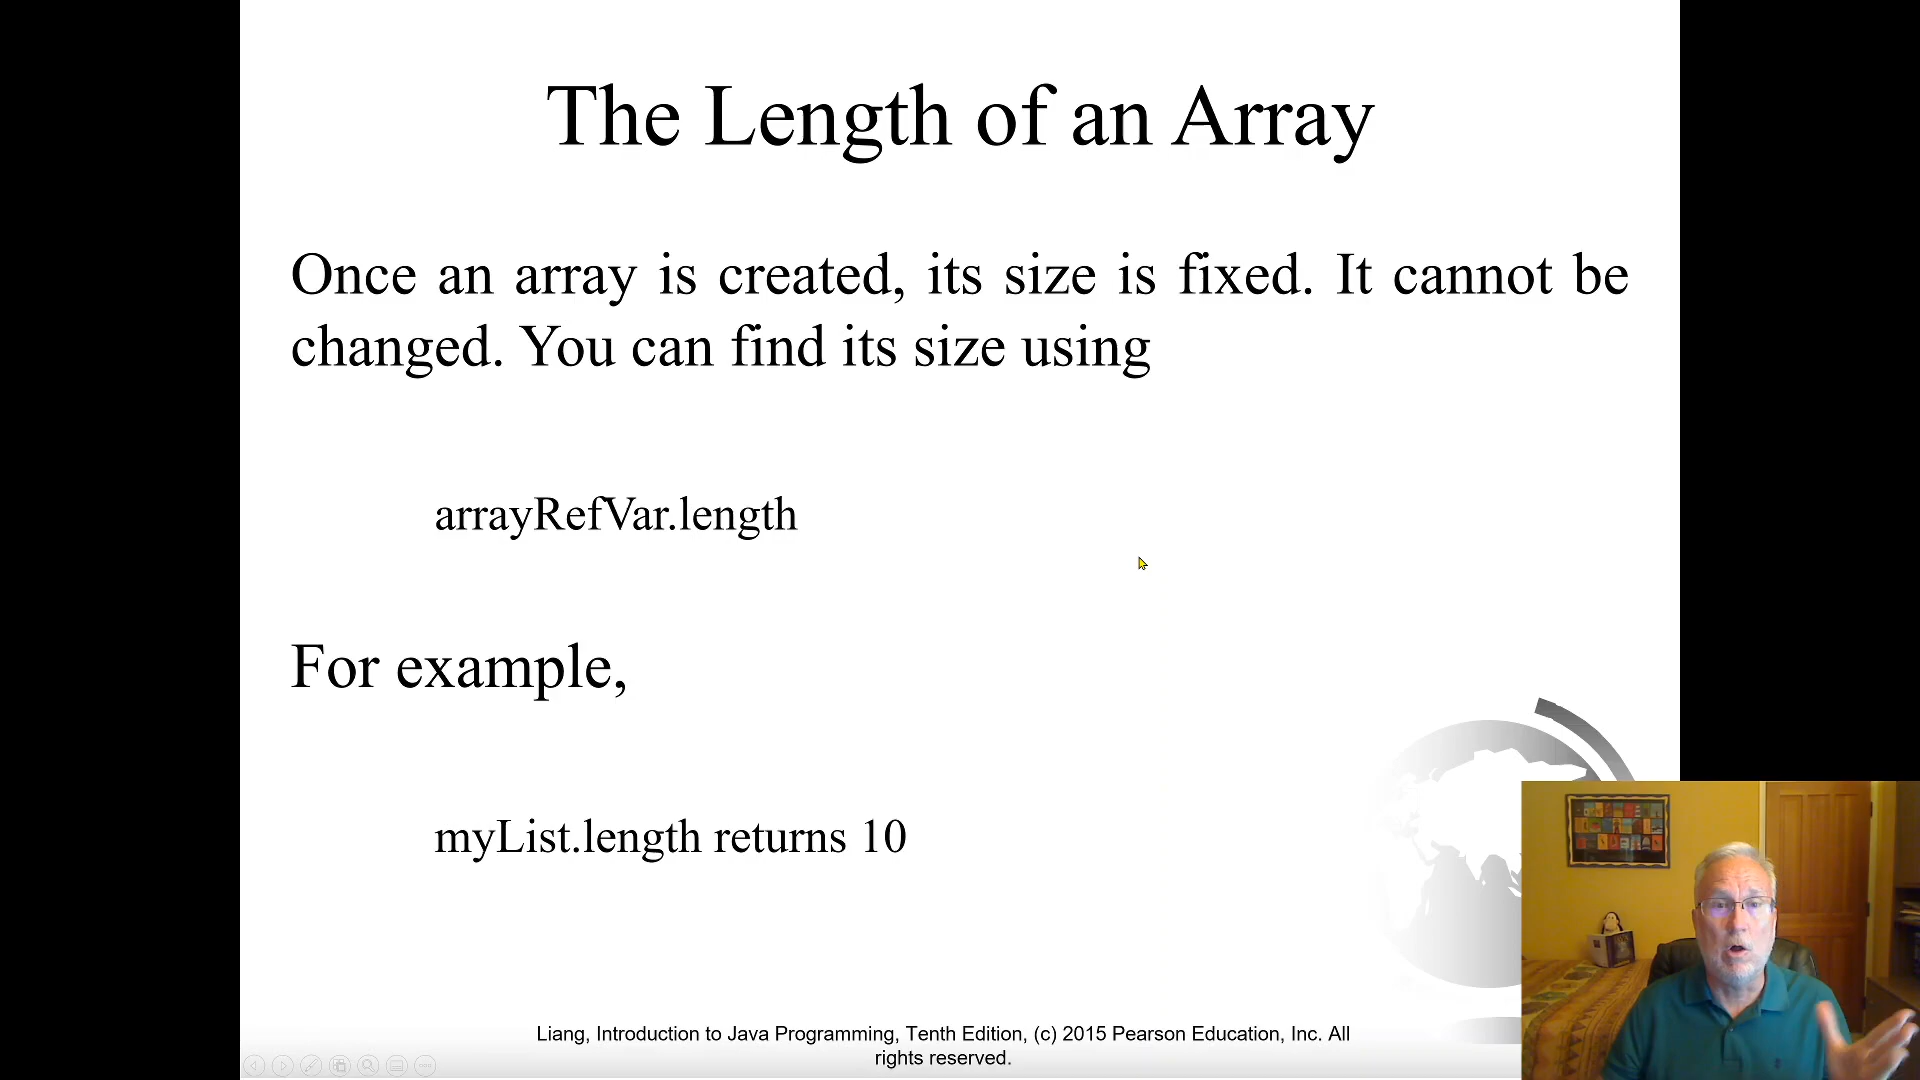 The Length of an Array
Once an array is created, its size is fixed. It cannot be
changed. You can find its size using
arrayRefVar.length
For example,
myList.length returns 10
Liang, Introduction to Java Programming, Tenth Edition, (c) 2015 Pearson Education, Inc. All
rights reserved.